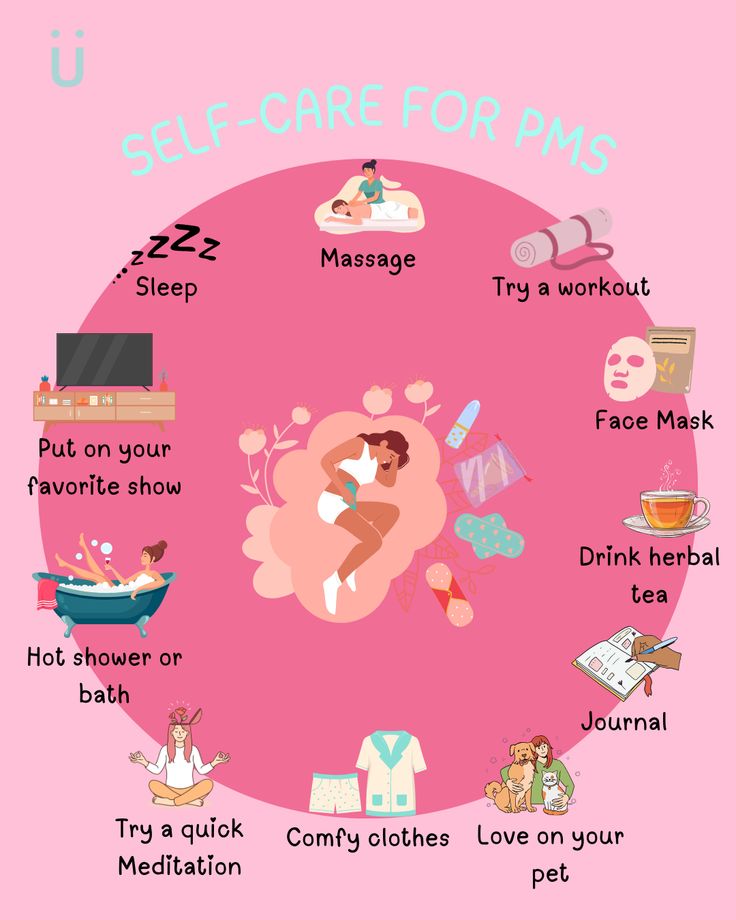 Ü
SELF-CARE FOR PMS
Massage
Try a workout
Face Mask
Drink herbal
tea
Journal
Love on your
pet
Comfy clothes
Try a quick
Meditation
Hot shower or
bath
Put on your
favorite show
zzzz
Sleep